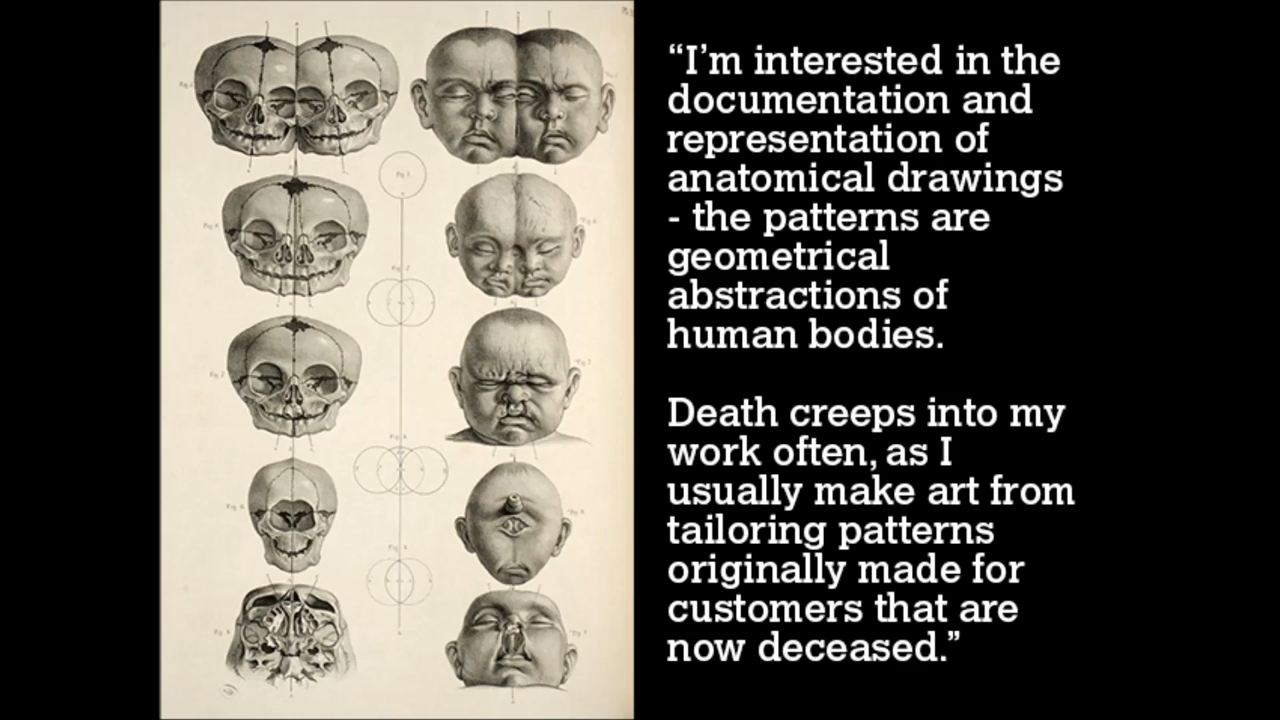 “I’m interested in the
documentation and
representation of
anatomical drawings
- the patterns are
geometrical
abstractions of
human bodies.
Death creeps into my
work often, as I
usually make art from
tailoring patterns
originally made for
customers that are
now deceased.”